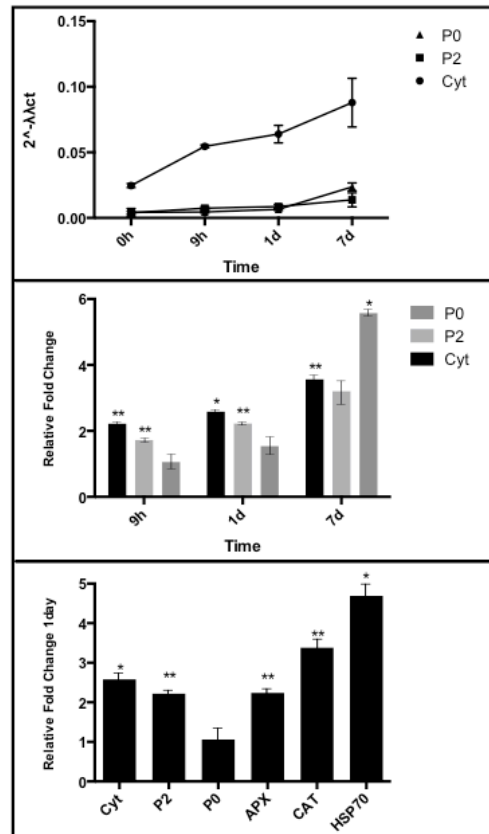 0.15
0.10
0.05
0.00
2^-λλct
P0
P2
Cyt
0h 9h 1d 7d
Time
6
4
2
0
Relative Fold Change
P0
P2
Cyt
** **
* **
**
*
9h 1d 7d
Time
5
4
3
2
1
0
Relative Fold Change 1day
* ** ** ** *
Cyt P2 P0 APX CAT HSP70